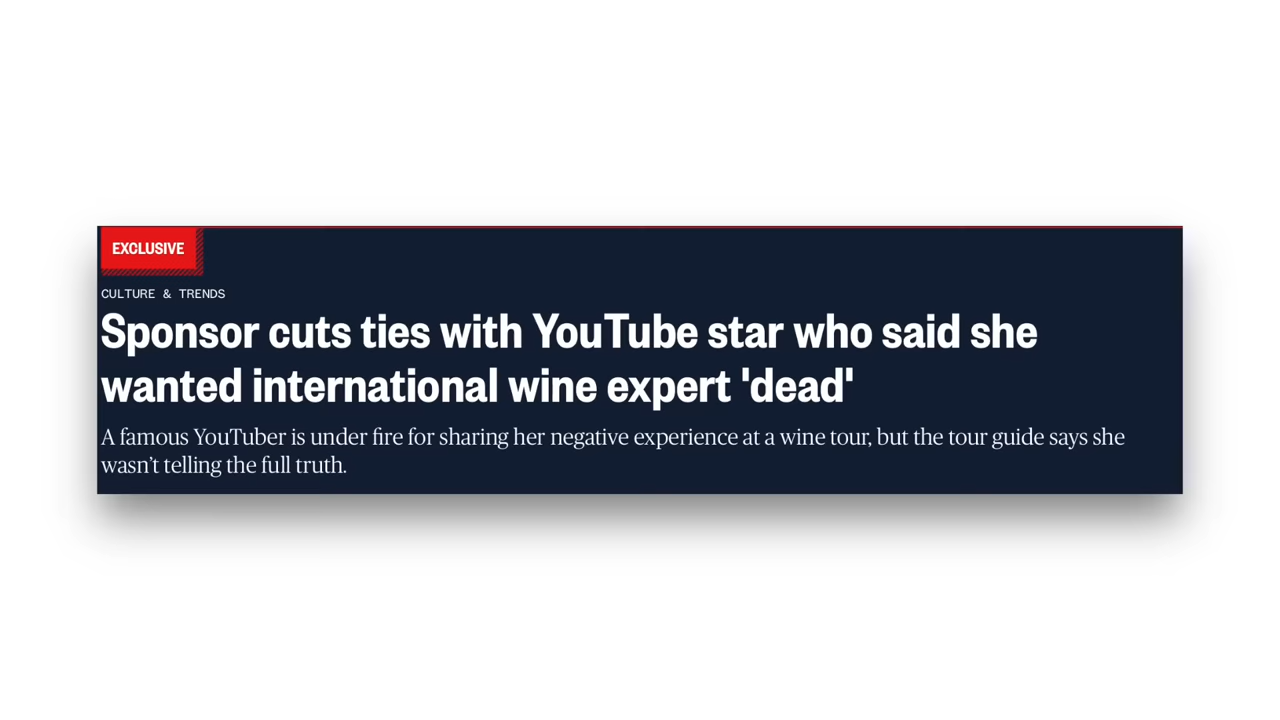 EXCLUSIVE
CULTURE & TRENDS
Sponsor cuts ties with YouTube star who said she
wanted international wine expert 'dead'
A famous YouTuber is under fire for sharing her negative experience at a wine tour, but the tour guide says she
wasn’t telling the full truth.